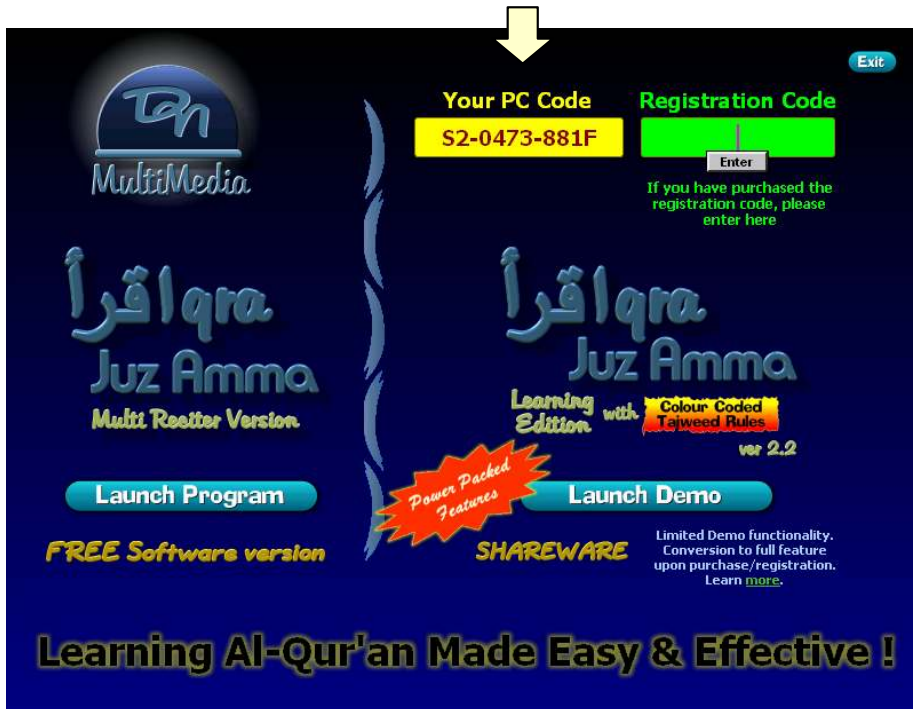 Exit
Dan
MultiMedia
Your PC Code
S2-0473-881F
Registration Code
Enter
If you have purchased the
registration code, please
enter here
اقرأ Iqra
Juz Amma
Multi Reciter Version
Launch Program
FREE Software version
اقرأ Iqra
Juz Amma
Learning
Edition
with
Colour Coded
Tajweed Rules
ver 2.2
Power Packed
Features
Launch Demo
SHAREWARE
Limited Demo functionality.
Conversion to full feature
upon purchase/registration.
Learn more.
Learning Al-Qur'an Made Easy & Effective !